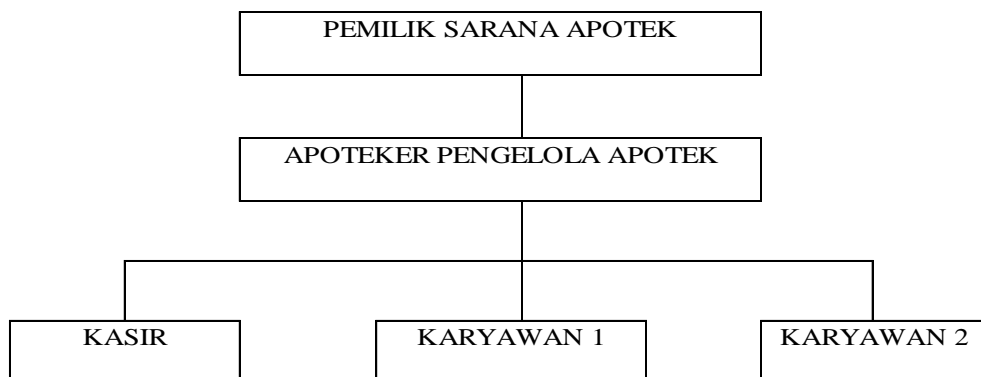 PEMILIK SARANA APOTEK
APOTEKER PENGELOLA APOTEK
KASIR
KARYAWAN 1
KARYAWAN 2